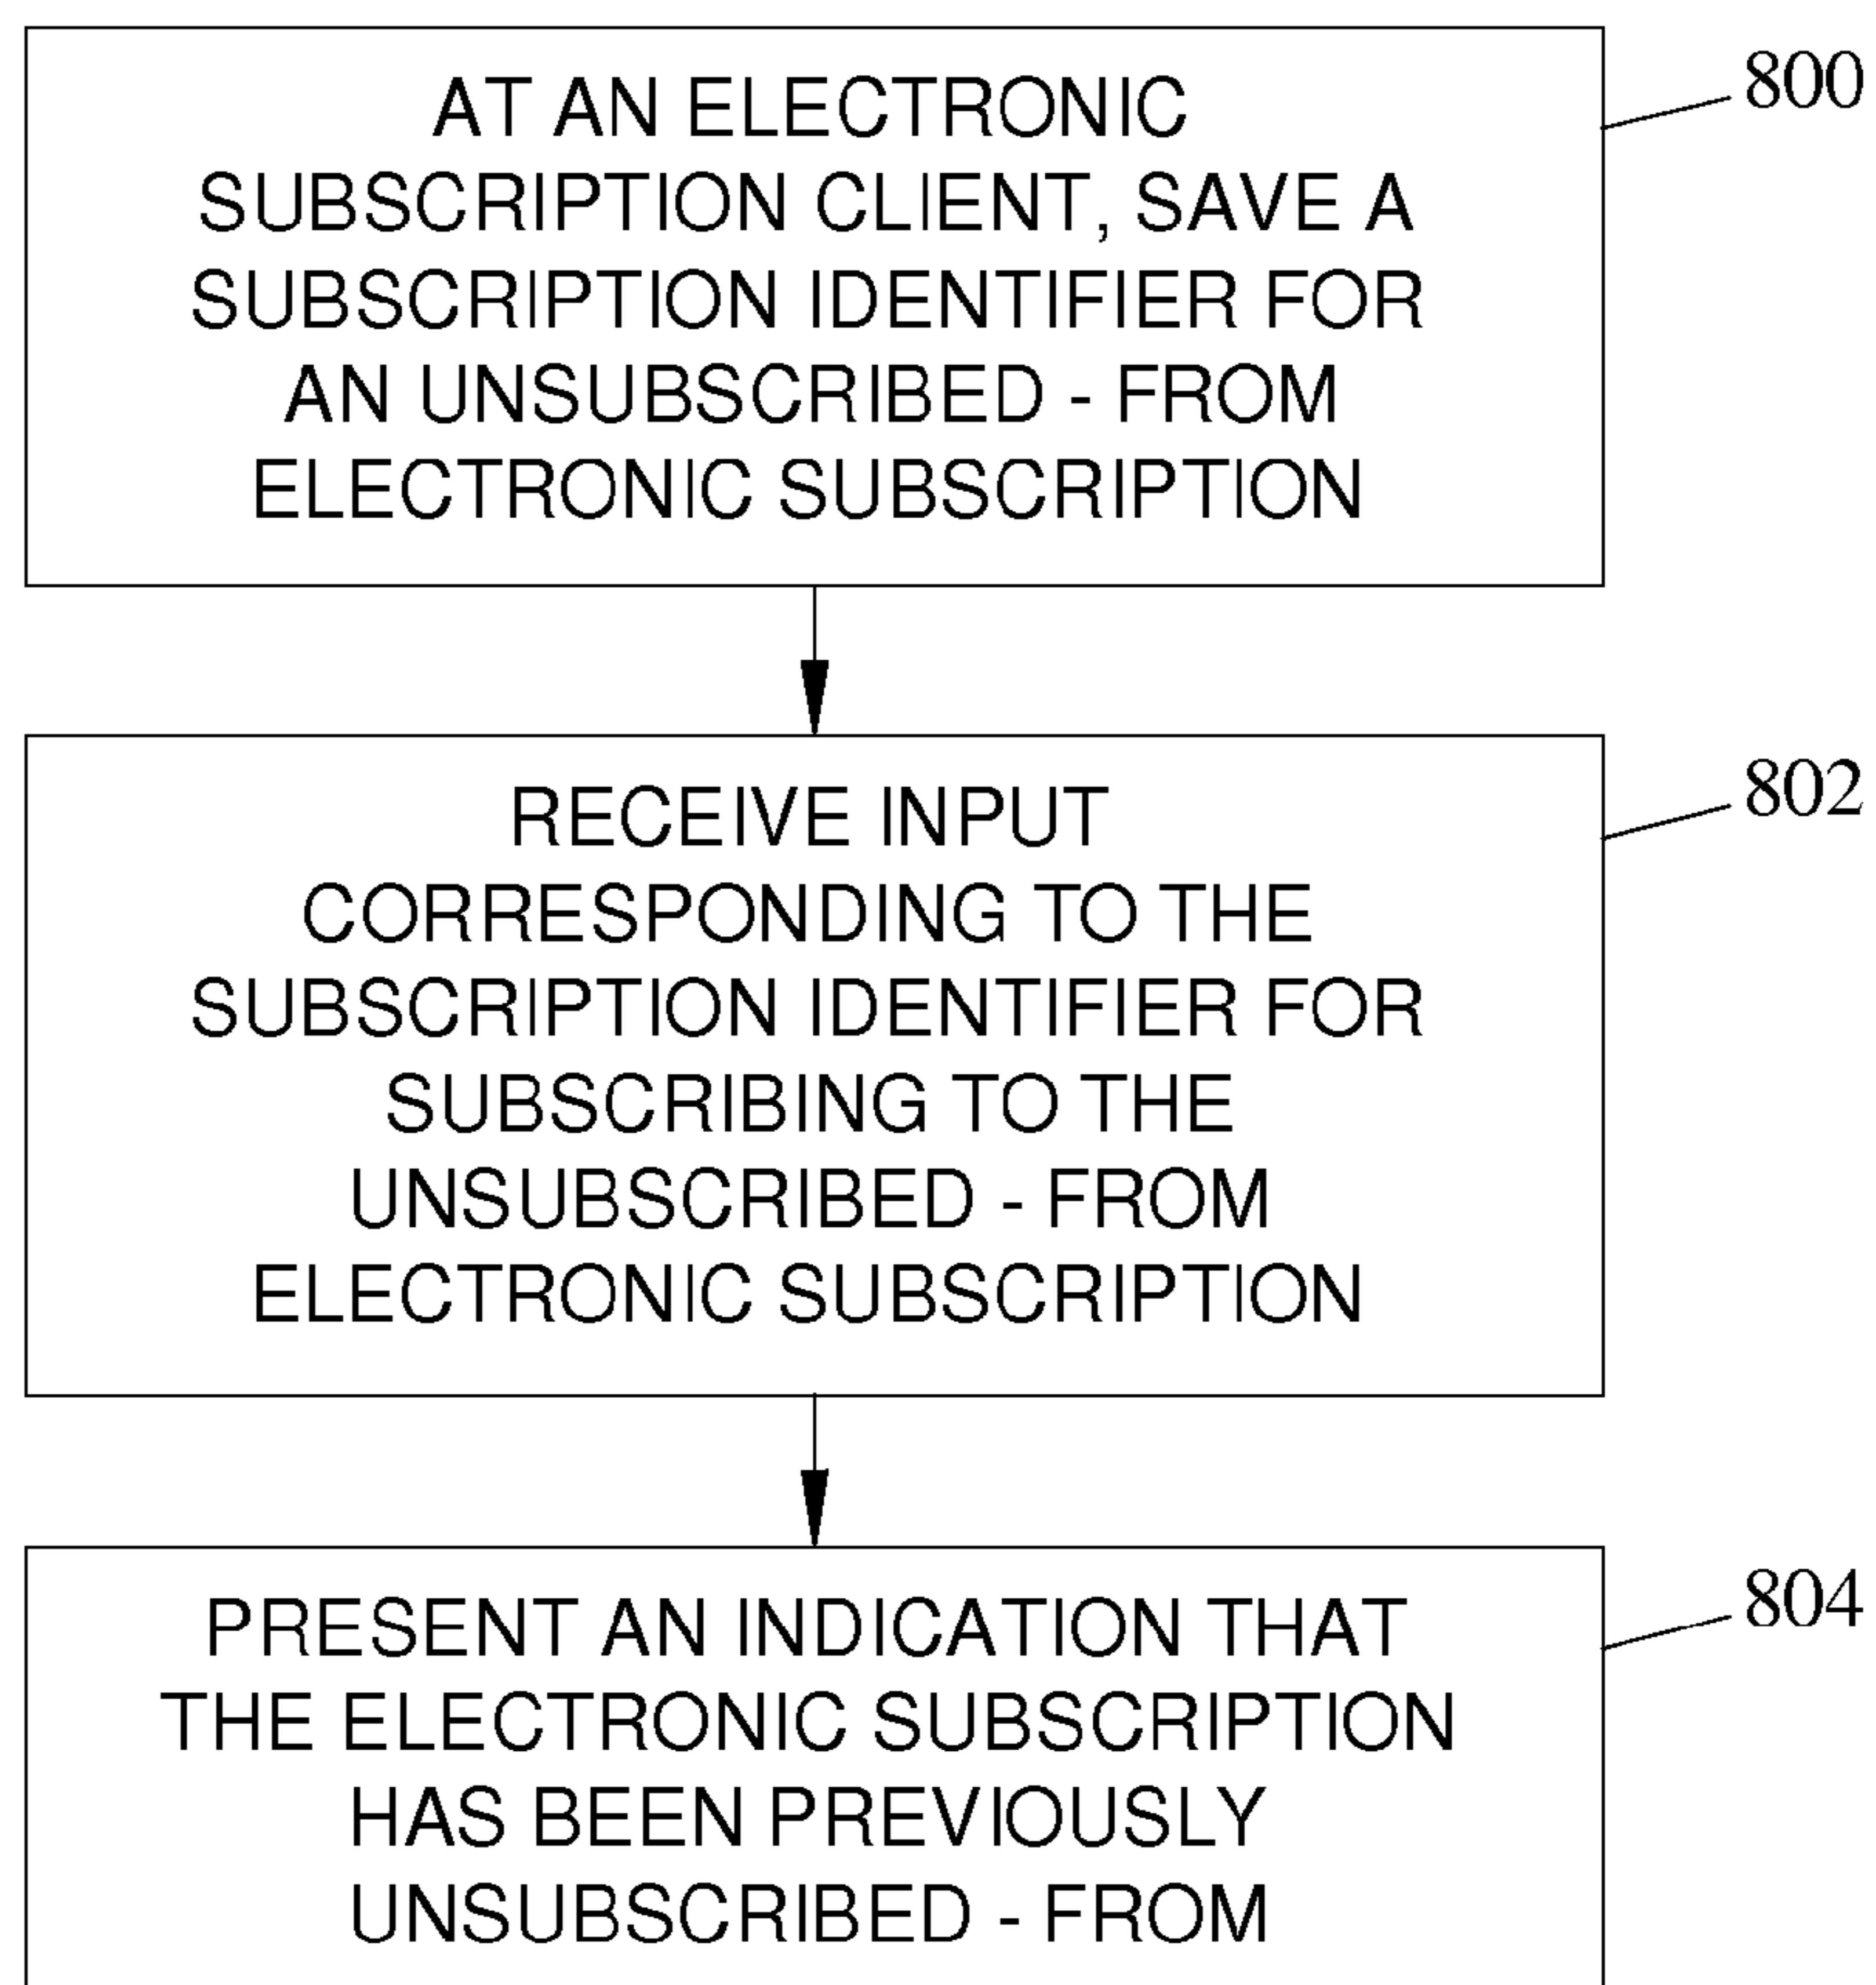 AT AN ELECTRONIC
SUBSCRIPTION CLIENT, SAVE A
SUBSCRIPTION IDENTIFIER FOR
AN UNSUBSCRIBED - FROM
ELECTRONIC SUBSCRIPTION
800
RECEIVE INPUT
CORRESPONDING TO THE
SUBSCRIPTION IDENTIFIER FOR
SUBSCRIBING TO THE
UNSUBSCRIBED - FROM
ELECTRONIC SUBSCRIPTION
802
PRESENT AN INDICATION THAT
THE ELECTRONIC SUBSCRIPTION
HAS BEEN PREVIOUSLY
UNSUBSCRIBED - FROM
804